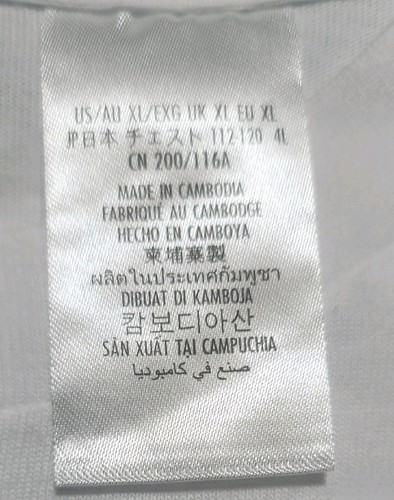 US/AU XL/EXG UK XL EU XL
JP日本 チェスト 112-120 4L
CN 200/116A
MADE IN CAMBODIA
FABRIQUÉ AU CAMBODGE
HECHO EN CAMBOYA
柬埔寨製
ผลิตในประเทศกัมพูชา
DIBUAT DI KAMBOJA
캄보디아산
SẢN XUẤT TẠI CAMPUCHIA
صنع في كامبوديا